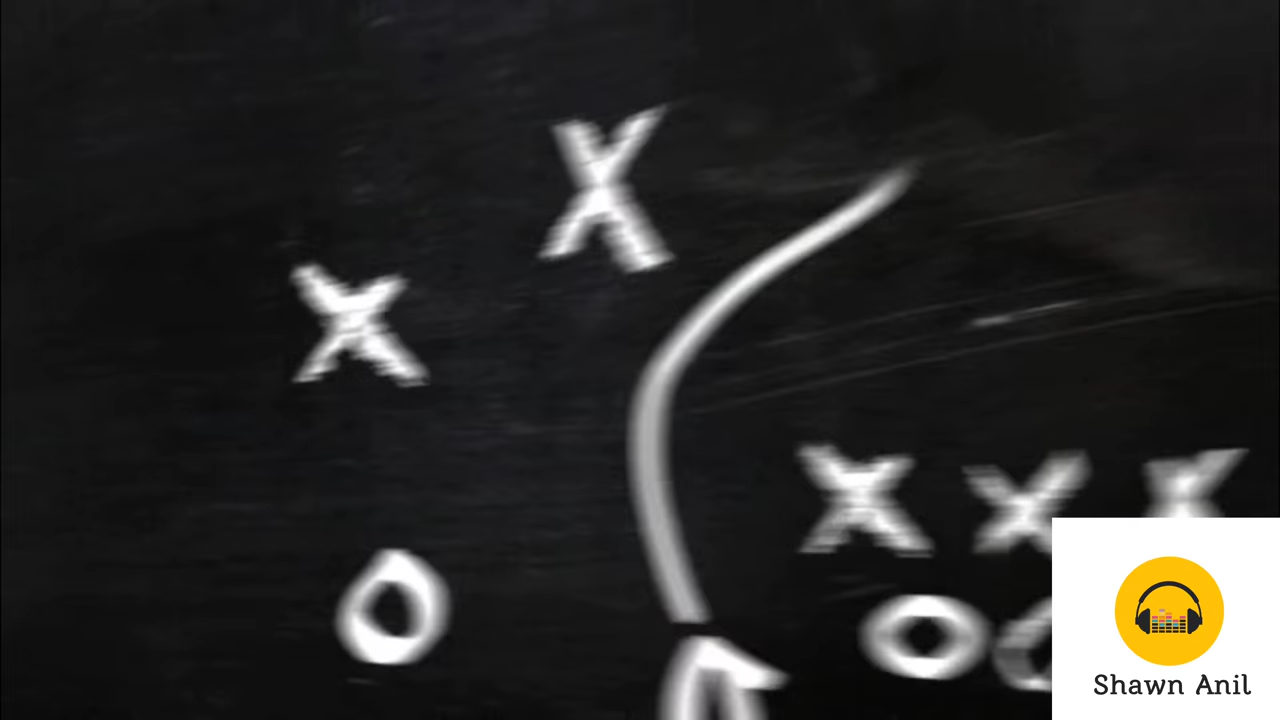 X
X
X X X
O O
Shawn Anil